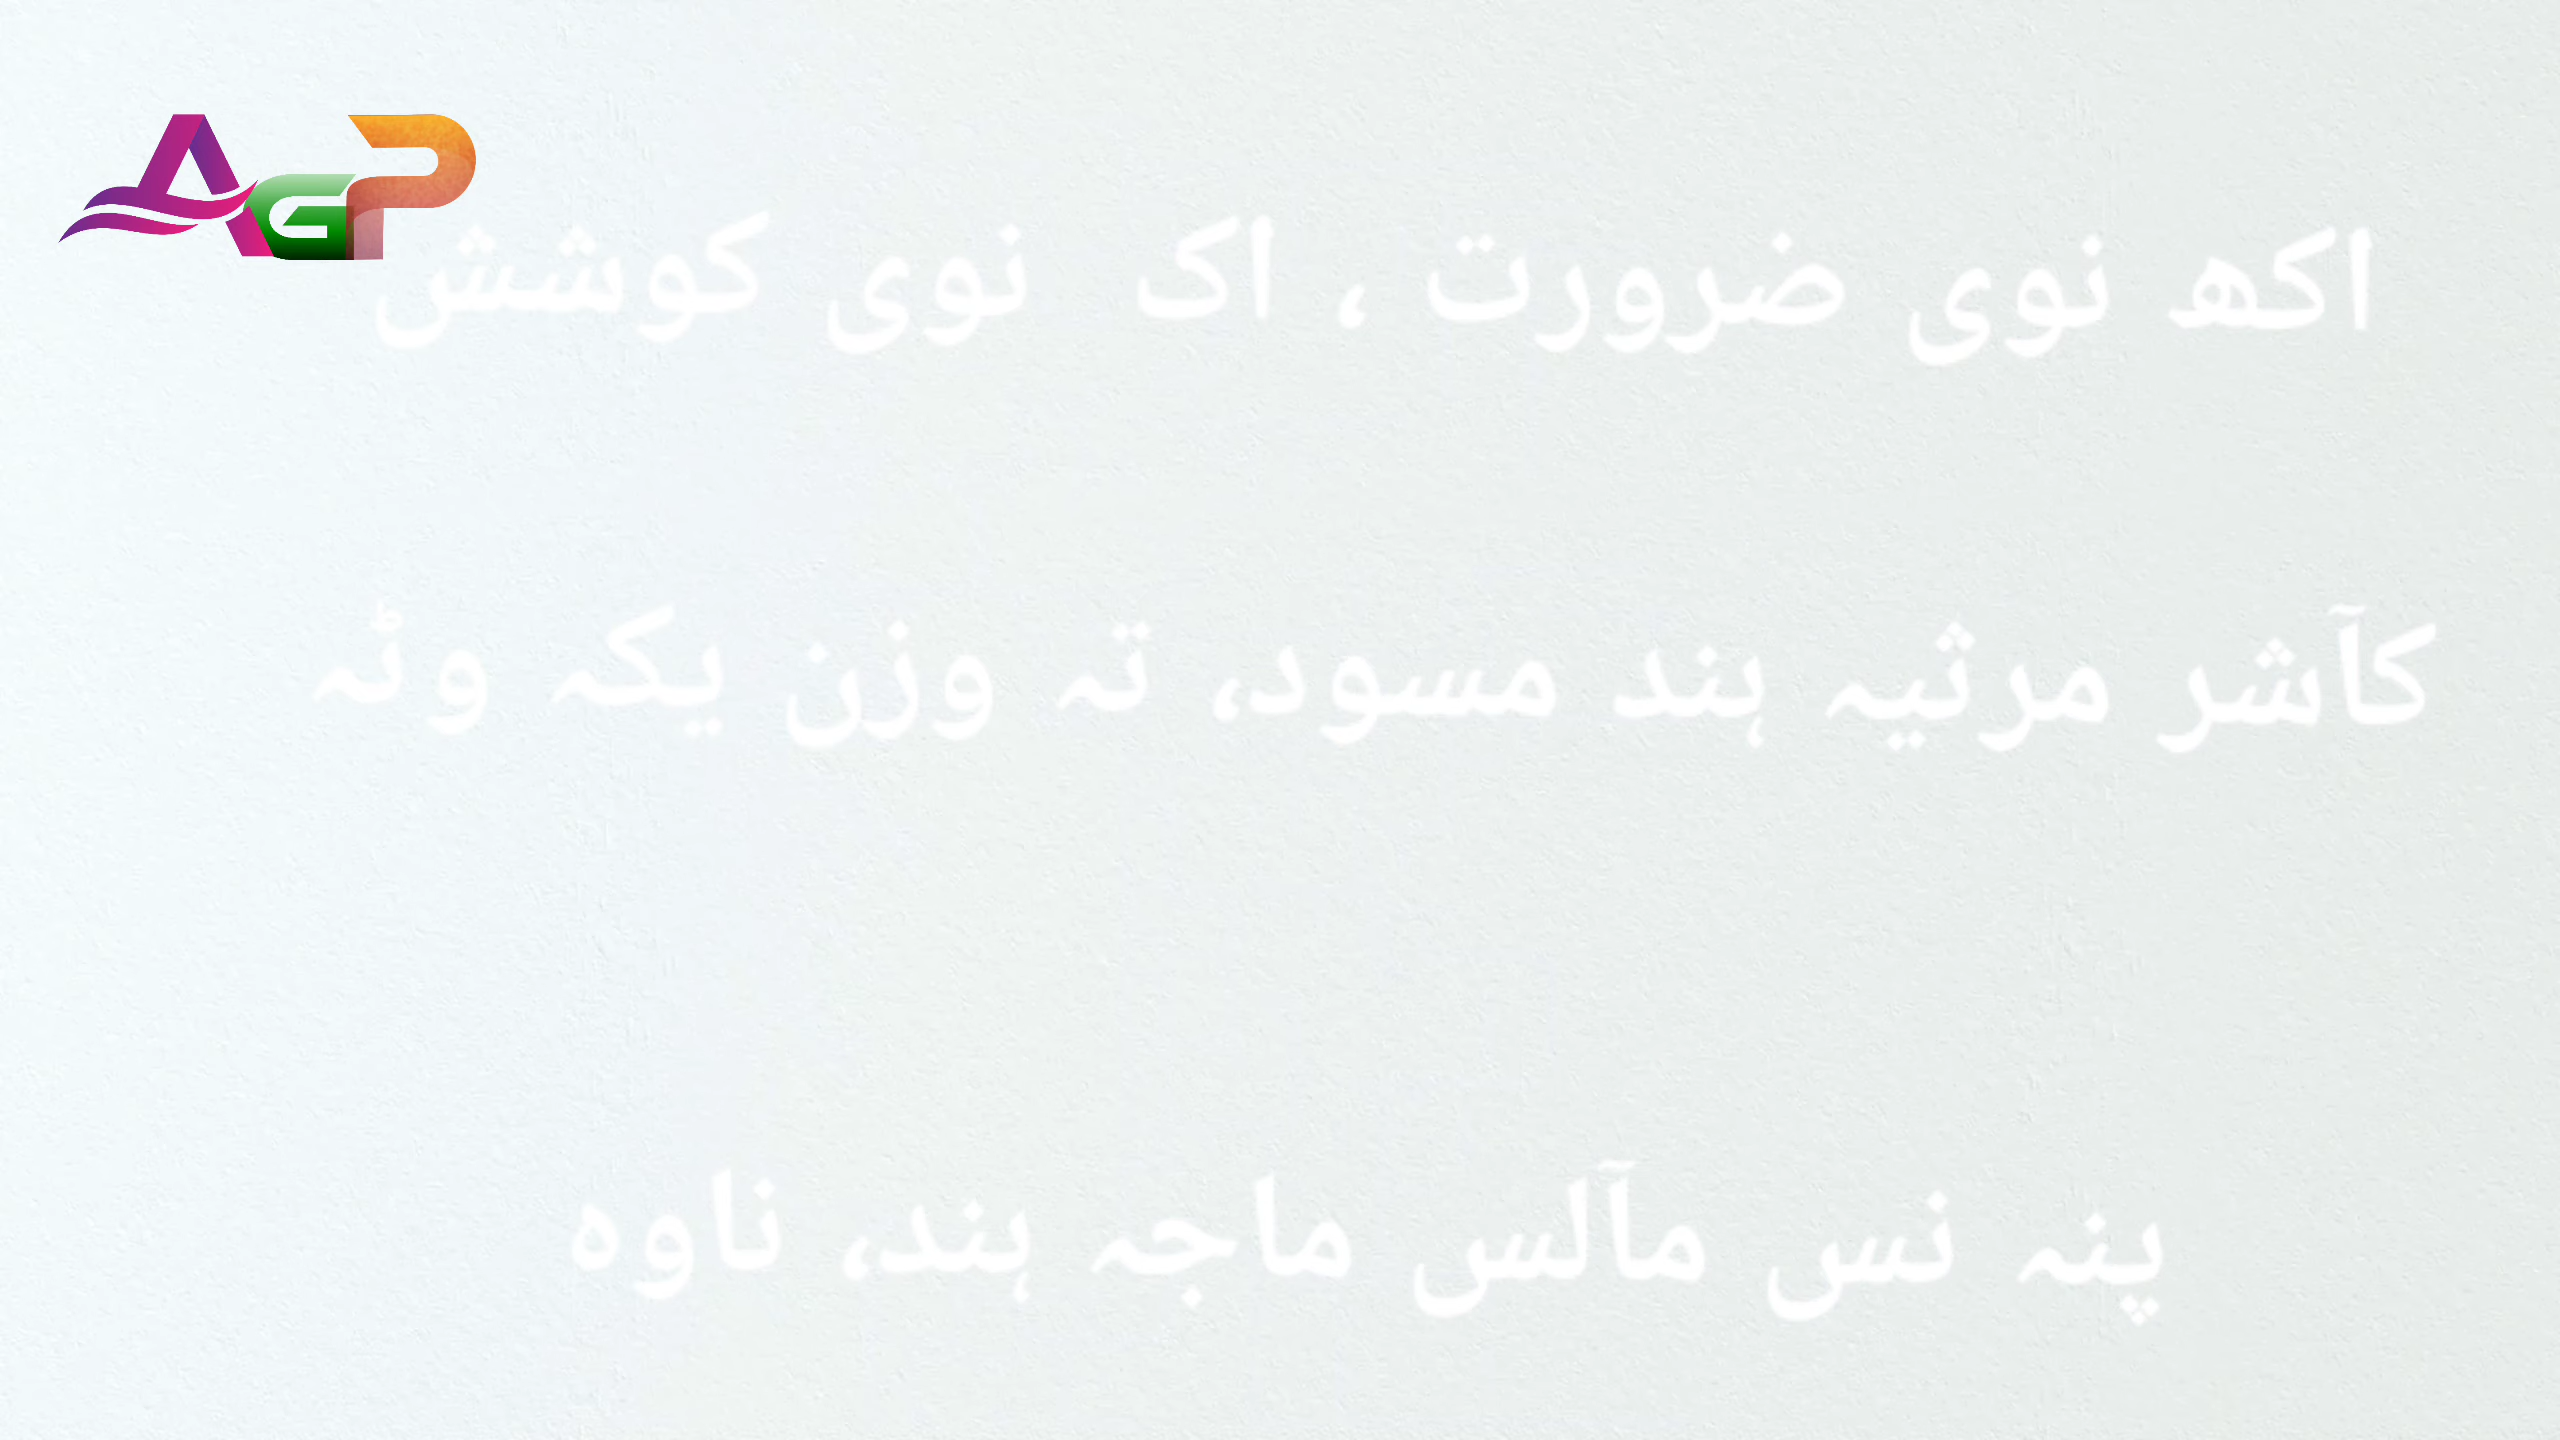 AGP
اکھ نوی ضرورت ، اک نوی کوشش
کآشر مرثیہ ہند مسود، تہ وزن یکہ وٹہ
پنہ نس مآلس ماجہ ہند، ناوہ